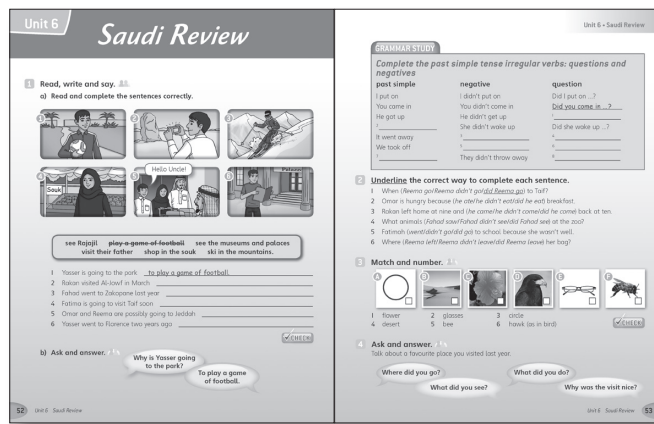 Unit 6
Saudi Review
1 Read, write and say.
a) Read and complete the sentences correctly.
1
2
3
4
Souk
5
Hello Uncle!
6
Palace
see Rajajil play a game of football see the museums and palaces
visit their father shop in the souk ski in the mountains.
1 Yasser is going to the park to play a game of football.
2 Rakan visited Al-Jawf in March
3 Fahad went to Zakopane last year
4 Fatima is going to visit Taif soon
5 Omar and Reema are possibly going to Jeddah
6 Yasser went to Florence two years ago
✓CHECK
b) Ask and answer.
Why is Yasser going
to the park?
To play a game
of football.
52 Unit 6 Saudi Review
Unit 6 • Saudi Review
GRAMMAR STUDY
Complete the past simple tense irregular verbs: questions and
negatives
past simple negative question
I put on I didn't put on Did I put on ...?
You came in You didn't come in Did you come in ...?
He got up He didn't get up
She didn't wake up Did she wake up ...?
It went away
We took off
They didn't throw away
2 Underline the correct way to complete each sentence.
1 When (Reema go/Reema didn't go/did Reema go) to Taif?
2 Omar is hungry because (he ate/he didn't eat/did he eat) breakfast.
3 Rakan left home at nine and (he came/he didn't come/did he come) back at ten.
4 What animals (Fahad saw/Fahad didn't see/did Fahad see) at the zoo?
5 Fatimah (went/didn't go/did go) to school because she wasn't well.
6 Where (Reema left/Reema didn't leave/did Reema leave) her bag?
3 Match and number.
A B C D E F
1 flower 2 glasses 3 circle
4 desert 5 bee 6 hawk (as in bird)
✓CHECK
4 Ask and answer.
Talk about a favourite place you visited last year.
Where did you go?
What did you do?
What did you see?
Why was the visit nice?
Unit 6 Saudi Review 53